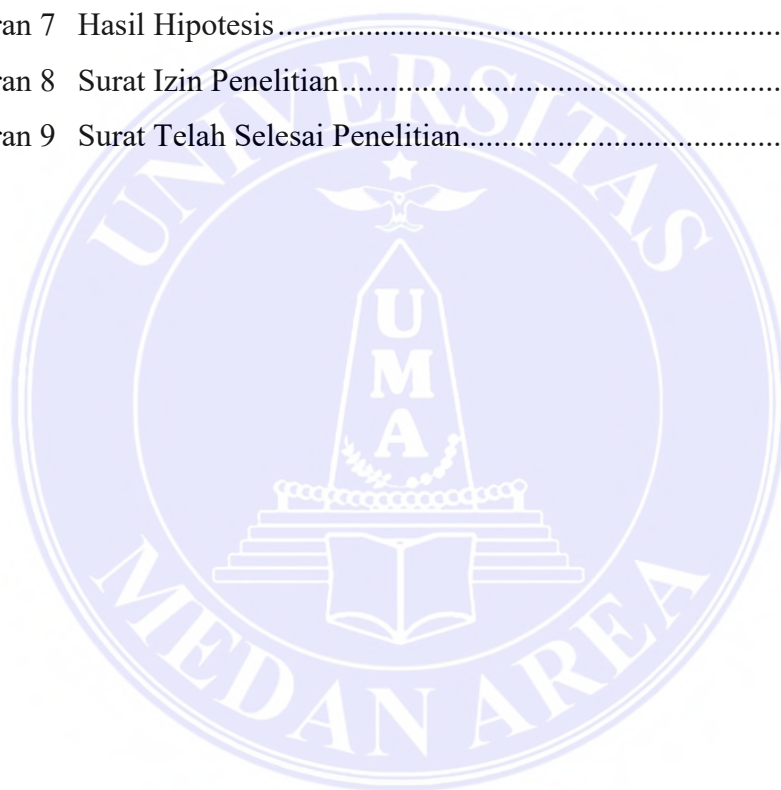 ran 7 Hasil Hipotesis.............................................................
ran 8 Surat Izin Penelitian.....................................................
ran 9 Surat Telah Selesai Penelitian.......................................
UNIVERSITAS
U
M
A
MEDAN AREA